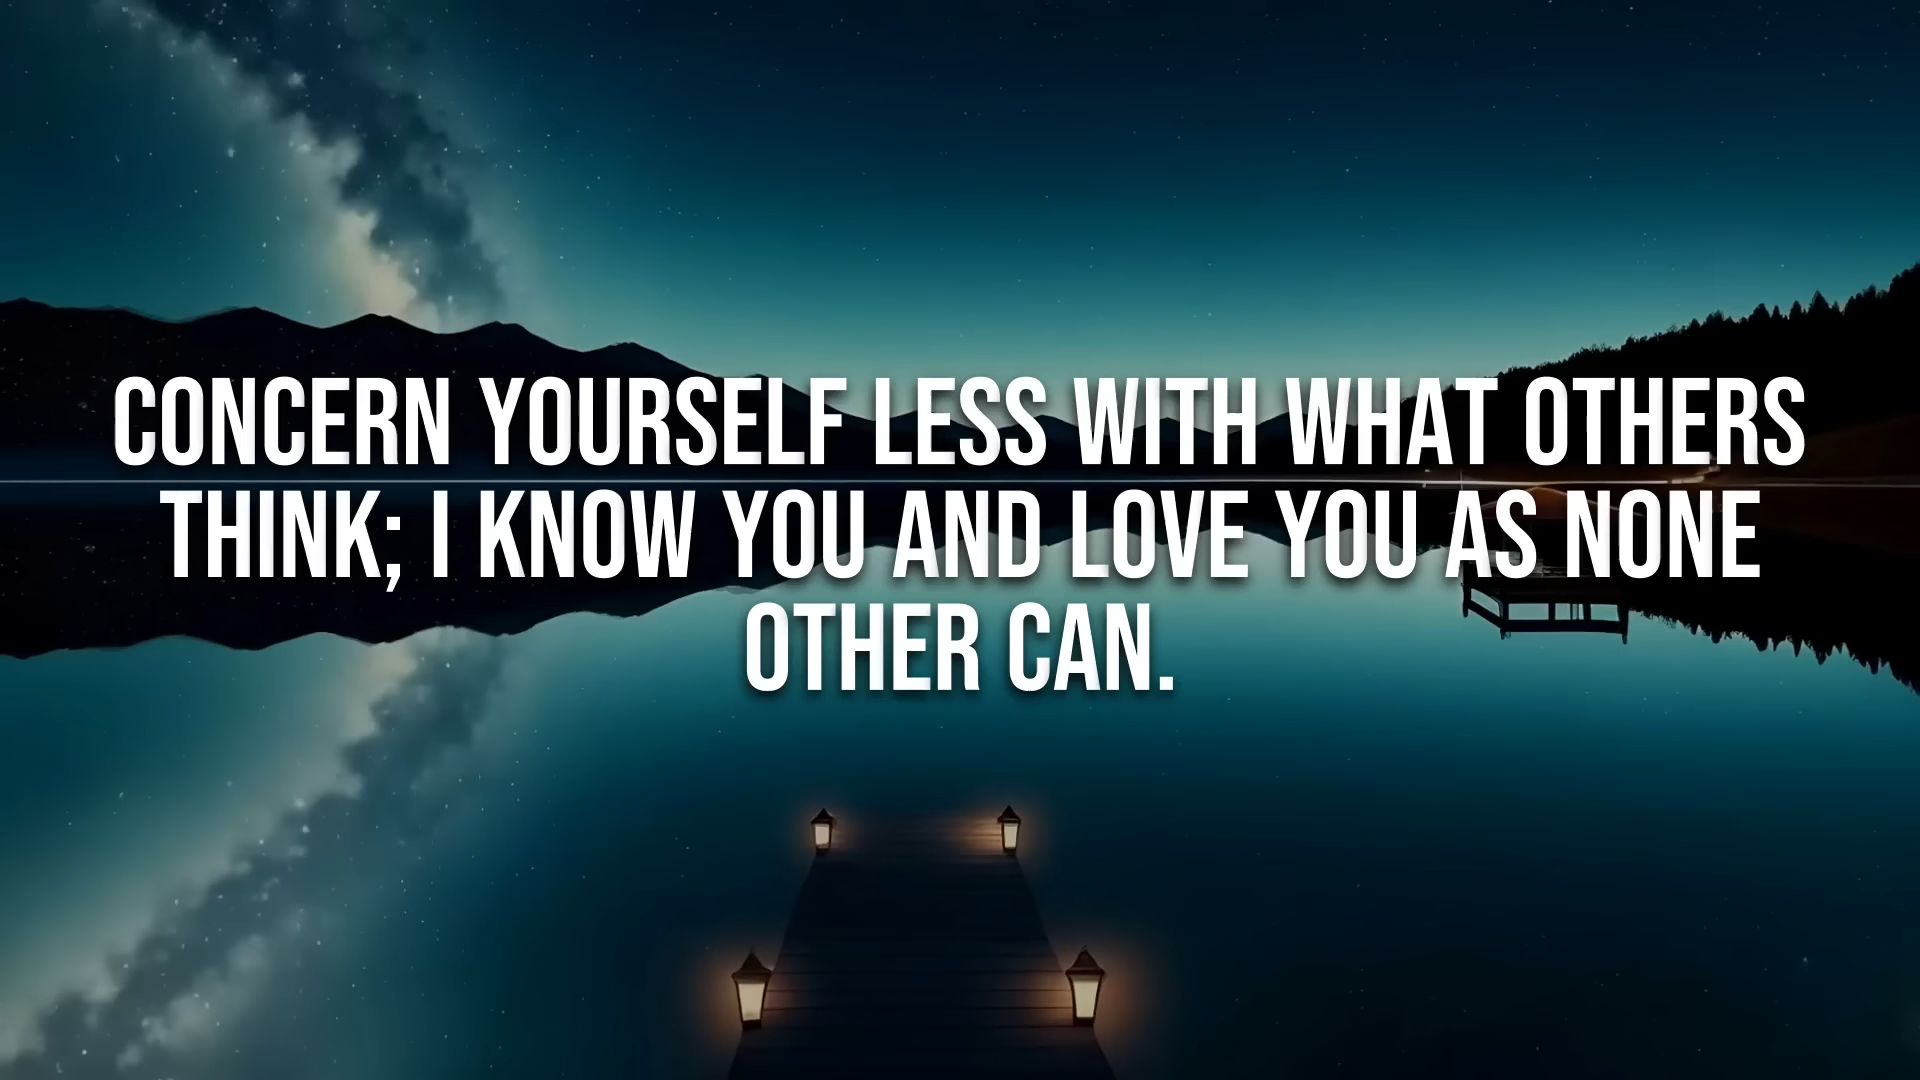 CONCERN YOURSELF LESS WITH WHAT OTHERS
THINK; I KNOW YOU AND LOVE YOU AS NONE
OTHER CAN.